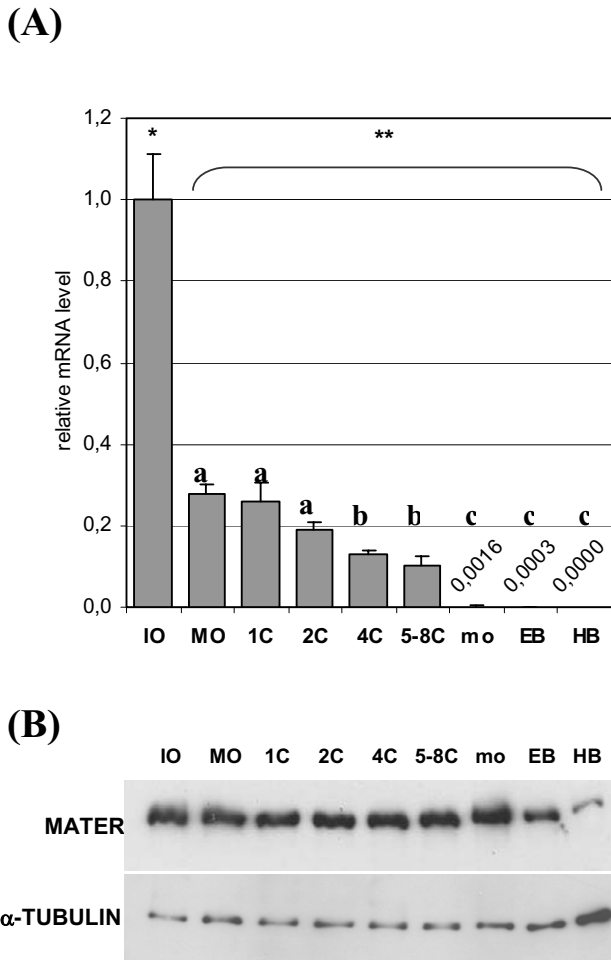 (A)
1,2
1,0
0,8
0,6
0,4
0,2
0,0
relative mRNA level
* **
a a a b b c c c
0,0016 0,0003 0,0000
IO MO 1C 2C 4C 5-8C mo EB HB
(B)
IO MO 1C 2C 4C 5-8C mo EB HB
MATER
α-TUBULIN